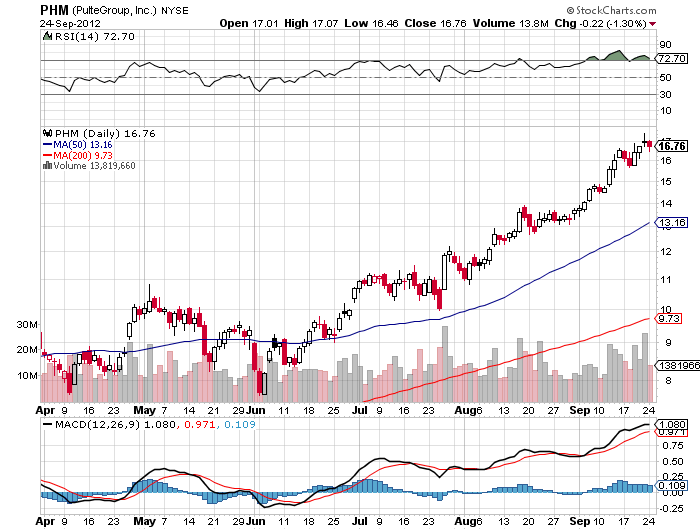 PHM (PulteGroup, Inc.) NYSE © StockCharts.com
24-Sep-2012 Open 17.01 High 17.07 Low 16.46 Close 16.76 Volume 13.8M Chg -0.22 (-1.30%)
RSI(14) 72.70
90
72.70
50
30
10
PHM (Daily) 16.76
MA(50) 13.16
MA(200) 9.73
Volume 13,819,660
16.76
16
15
14
13.16
12
11
10
9.73
9
8
30M
20M
10M
1381966
Apr 9 16 23 May 7 14 21 29 Jun 11 18 25 Jul 9 16 23 Aug 6 13 20 27 Sep 10 17 24
MACD(12,26,9) 1.080, 0.971, 0.109
1.080
0.971
0.75
0.50
0.25
0.109
0.00
-0.25
Apr 9 16 23 May 7 14 21 29 Jun 11 18 25 Jul 9 16 23 Aug 6 13 20 27 Sep 10 17 24